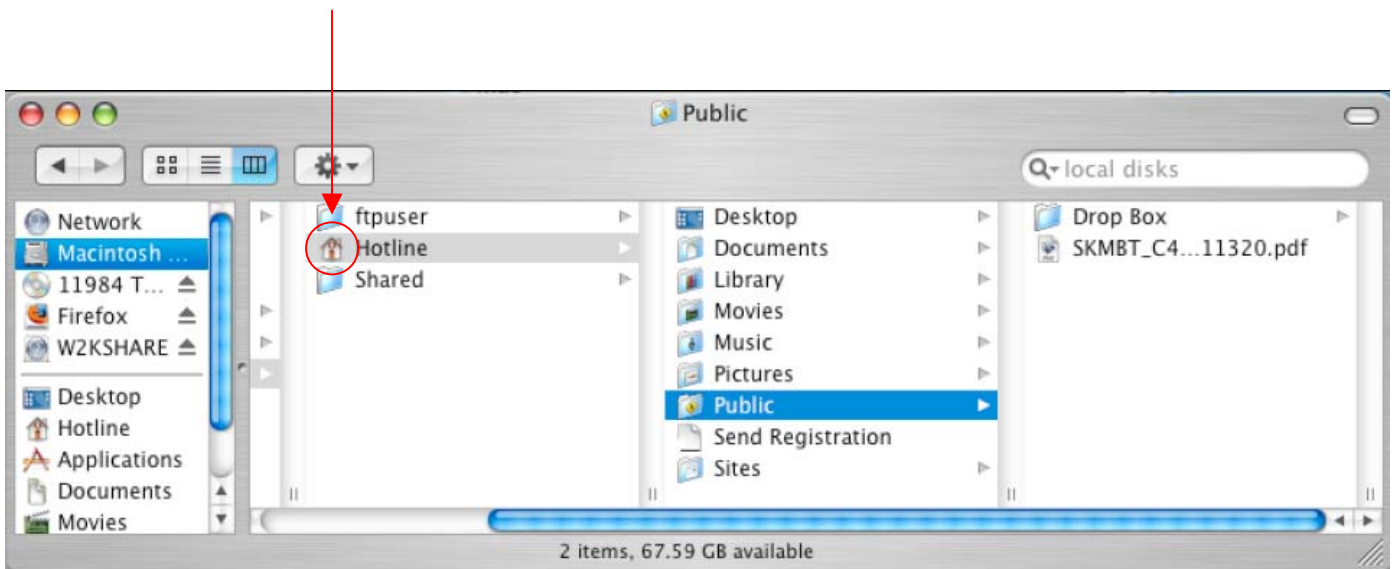 Public
local disks
Network
Macintosh ...
11984 T...
Firefox
W2KSHARE
Desktop
Hotline
Applications
Documents
Movies
ftpuser
Hotline
Shared
Desktop
Documents
Library
Movies
Music
Pictures
Public
Send Registration
Sites
Drop Box
SKMBT_C4...11320.pdf
2 items, 67.59 GB available